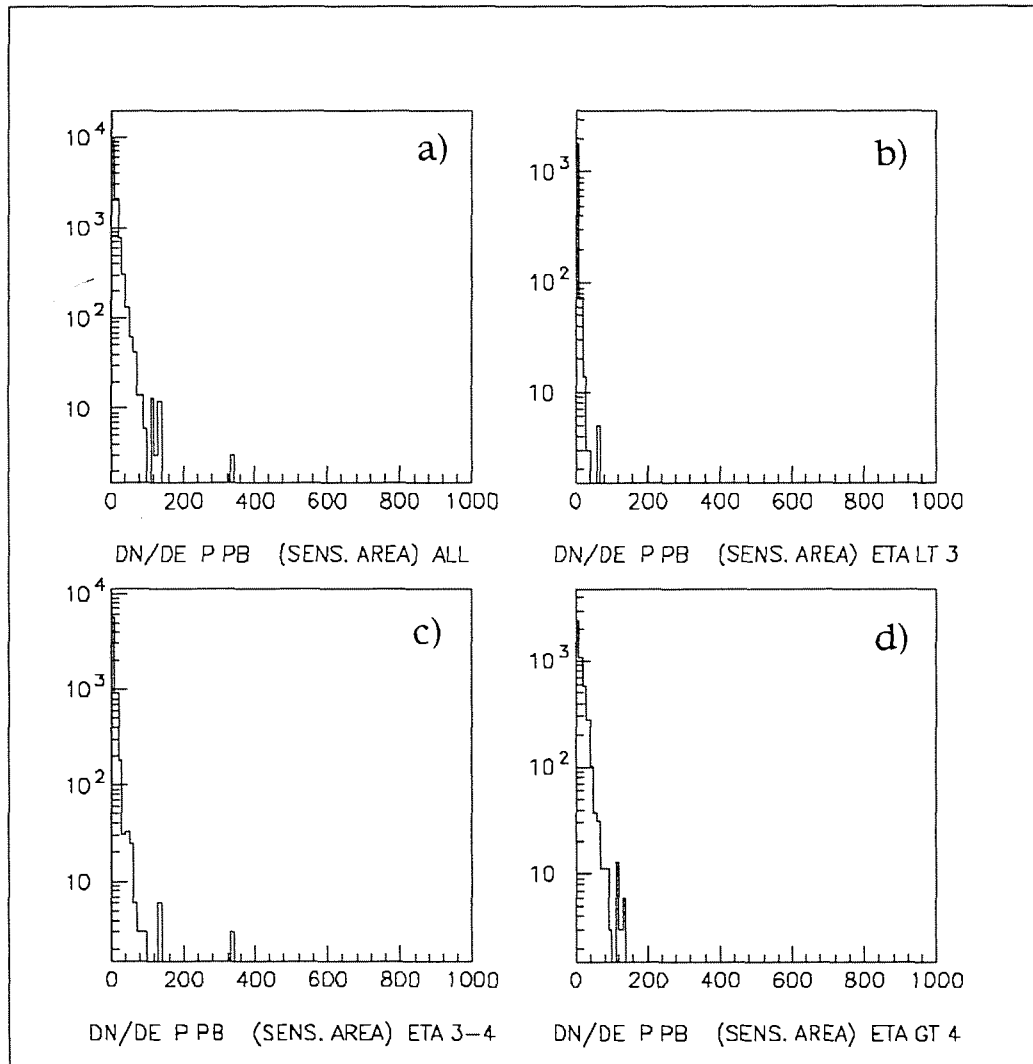 a)
10^4
10^3
10^2
10
0 200 400 600 800 1000
DN/DE P PB (SENS. AREA) ALL
b)
10^3
10^2
10
0 200 400 600 800 1000
DN/DE P PB (SENS. AREA) ETA LT 3
c)
10^4
10^3
10^2
10
0 200 400 600 800 1000
DN/DE P PB (SENS. AREA) ETA 3-4
d)
10^3
10^2
10
0 200 400 600 800 1000
DN/DE P PB (SENS. AREA) ETA GT 4